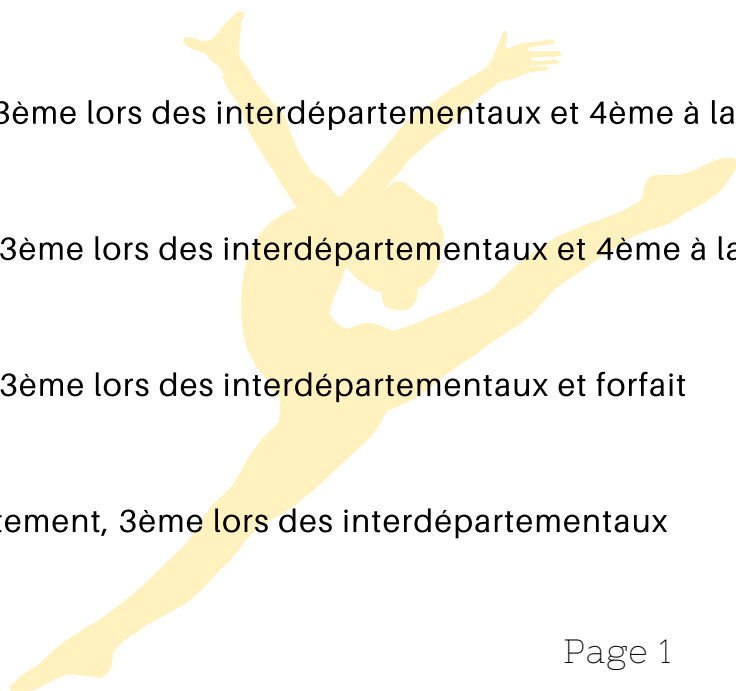 3ème lors des interdépartementaux et 4ème à la
3ème lors des interdépartementaux et 4ème à la
3ème lors des interdépartementaux et forfait
tement, 3ème lors des interdépartementaux
Page 1